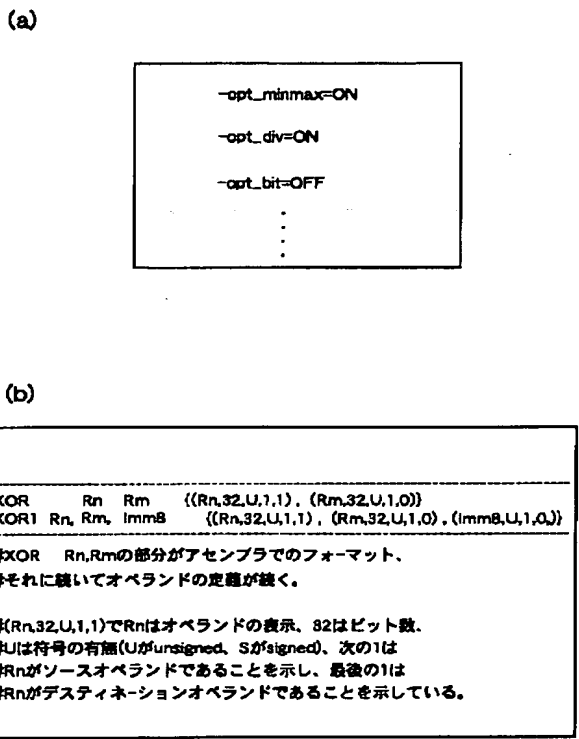 (a)
-opt_minmax=ON
-opt_div=ON
-opt_bit=OFF
(b)
XOR Rn Rm {(Rn,32,U,1,1) , (Rm,32,U,1,0)}
XOR1 Rn, Rm, Imm8 {(Rn,32,U,1,1) , (Rm,32,U,1,0) , (Imm8,U,1,0,)}
#XOR Rn,Rmの部分がアセンブラでのフォーマット、
#それに続いてオペランドの定義が続く。
#(Rn,32,U,1,1)でRnはオペランドの表示、32はビット数、
#Uは符号の有無(Uがunsigned、Sがsigned)、次の1は
#Rnがソースオペランドであることを示し、最後の1は
#Rnがデスティネーションオペランドであることを示している。